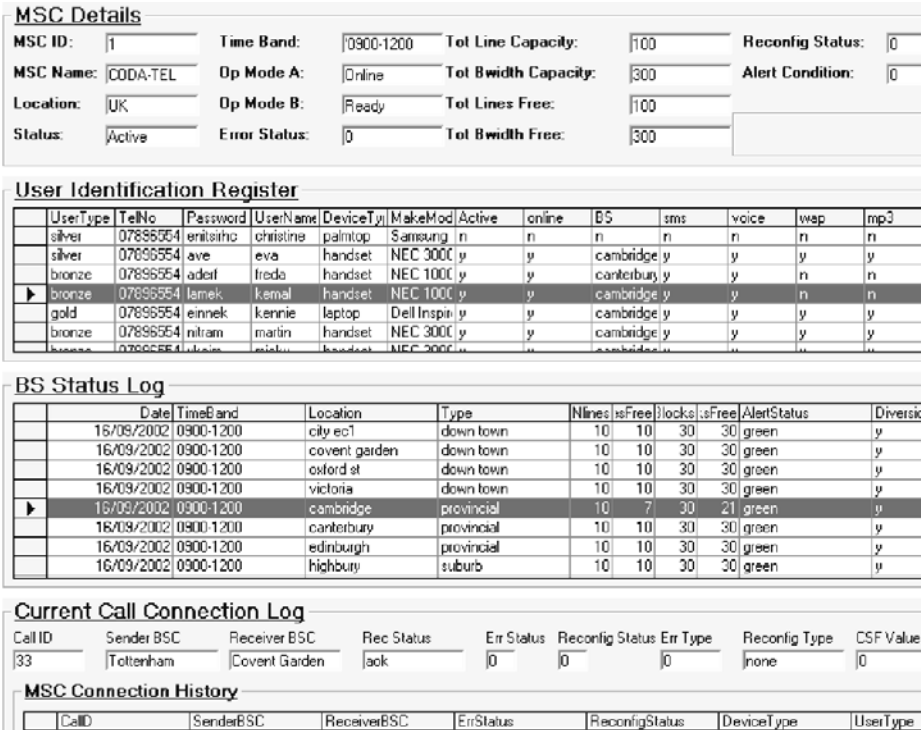 MSC Details
MSC ID: 1 Time Band: '0900-1200 Tot Line Capacity: 100 Reconfig Status: 0
MSC Name: CODA-TEL Op Mode A: Online Tot Bwidth Capacity: 300 Alert Condition: 0
Location: UK Op Mode B: Ready Tot Lines Free: 100
Status: Active Error Status: 0 Tot Bwidth Free: 300
User Identification Register
UserType TelNo Password UserName DeviceTy MakeMod Active online BS sms voice wap mp3
silver 07896554 enitsirhc christine palmtop Samsung n n n n n n n
silver 07896554 ave eva handset NEC 3000 y y cambridge y y y y
bronze 07896554 aderf freda handset NEC 1000 y y canterbury y y n n
bronze 07896554 lamek kemal handset NEC 1000 y y cambridge y y n n
gold 07896554 einnek kennie laptop Dell Inspir y y cambridge y y y y
bronze 07896554 nitram martin handset NEC 3000 y y cambridge y y y y
BS Status Log
Date TimeBand Location Type Nlines sFree Blocks sFree AlertStatus Diversio
16/09/2002 0900-1200 city ec1 down town 10 10 30 30 green y
16/09/2002 0900-1200 covent garden down town 10 10 30 30 green y
16/09/2002 0900-1200 oxford st down town 10 10 30 30 green y
16/09/2002 0900-1200 victoria down town 10 10 30 30 green y
16/09/2002 0900-1200 cambridge provincial 10 7 30 21 green y
16/09/2002 0900-1200 canterbury provincial 10 10 30 30 green y
16/09/2002 0900-1200 edinburgh provincial 10 10 30 30 green y
16/09/2002 0900-1200 highbury suburb 10 10 30 30 green y
Current Call Connection Log
Call ID Sender BSC Receiver BSC Rec Status Err Status Reconfig Status Err Type Reconfig Type CSF Value
33 Tottenham Covent Garden aok 0 0 0 none 0
MSC Connection History
CallD SenderBSC ReceiverBSC ErrStatus ReconfigStatus DeviceType UserType